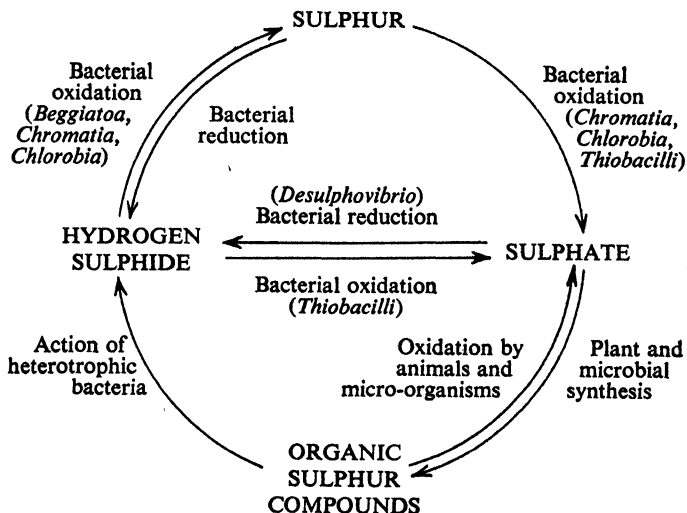 SULPHUR
Bacterial
oxidation
(Beggiatoa,
Chromatia,
Chlorobia)
Bacterial
reduction
Bacterial
oxidation
(Chromatia,
Chlorobia,
Thiobacilli)
(Desulphovibrio)
Bacterial reduction
HYDROGEN
SULPHIDE
SULPHATE
Bacterial oxidation
(Thiobacilli)
Action of
heterotrophic
bacteria
Oxidation by
animals and
micro-organisms
Plant and
microbial
synthesis
ORGANIC
SULPHUR
COMPOUNDS